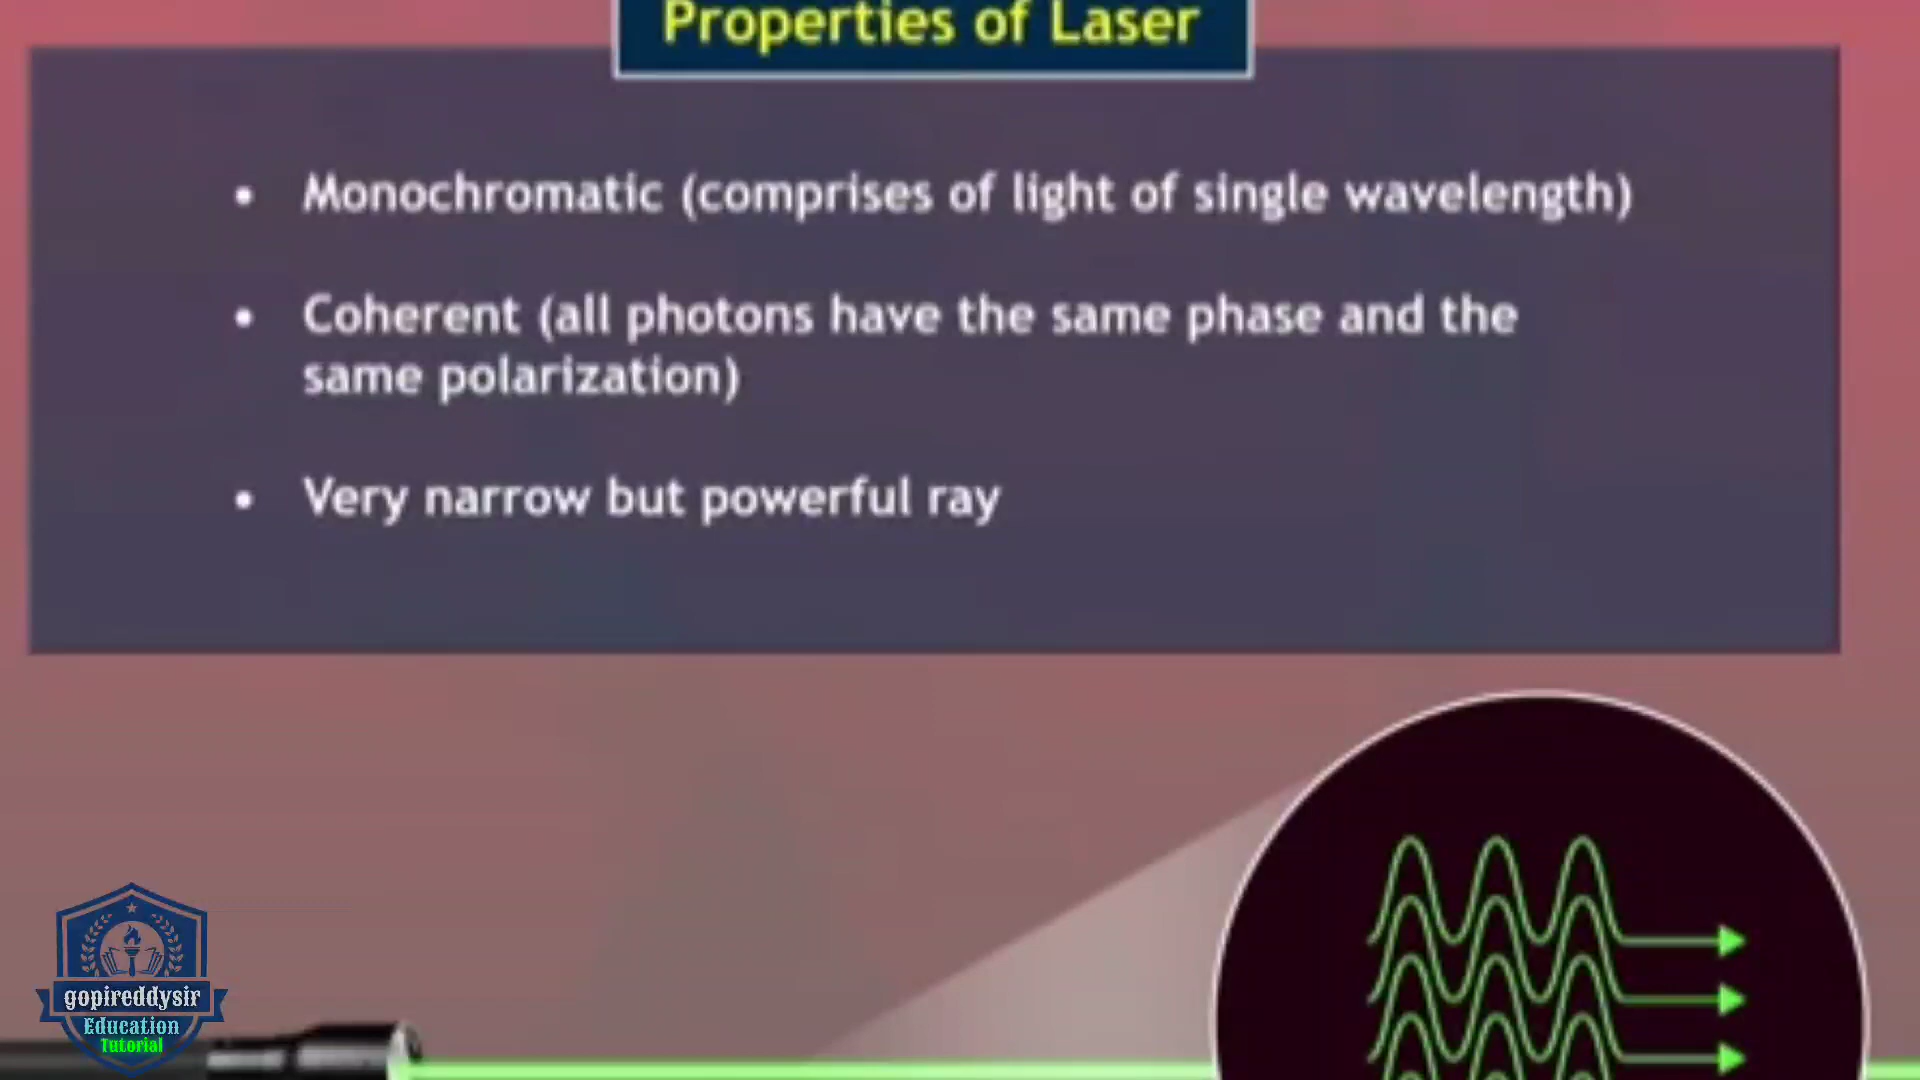 Properties of Laser
• Monochromatic (comprises of light of single wavelength)
• Coherent (all photons have the same phase and the
same polarization)
• Very narrow but powerful ray
gopireddysir
Education
Tutorial